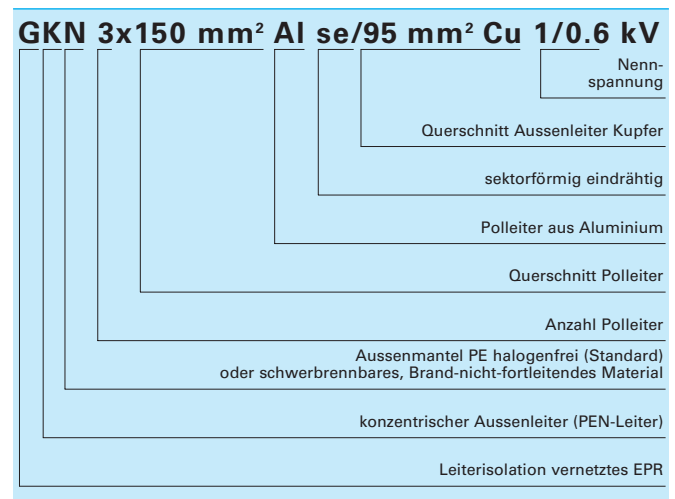 GKN 3x150 mm² Al se/95 mm² Cu 1/0.6 kV
Nenn-
spannung
Querschnitt Aussenleiter Kupfer
sektorförmig eindrähtig
Polleiter aus Aluminium
Querschnitt Polleiter
Anzahl Polleiter
Aussenmantel PE halogenfrei (Standard)
oder schwerbrennbares, Brand-nicht-fortleitendes Material
konzentrischer Aussenleiter (PEN-Leiter)
Leiterisolation vernetztes EPR